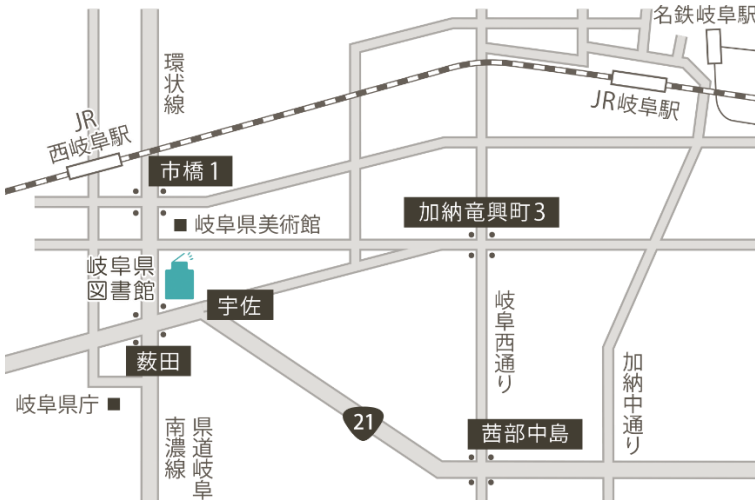 名鉄岐阜駅
環状線
JR岐阜駅
JR
西岐阜駅
市橋1
加納竜興町3
岐阜県美術館
岐阜県
図書館
宇佐
岐阜西通り
薮田
加納中通り
岐阜県庁
21
茜部中島
県道岐阜
南濃線